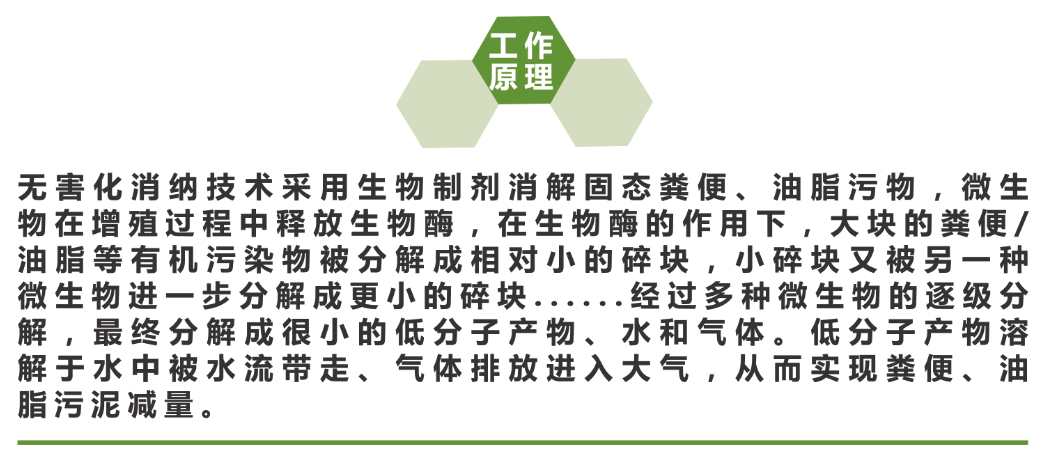 工作
原理
无害化消纳技术采用生物制剂消解固态粪便、油脂污物，微生
物在增殖过程中释放生物酶，在生物酶的作用下，大块的粪便/
油脂等有机污染物被分解成相对小的碎块，小碎块又被另一种
微生物进一步分解成更小的碎块......经过多种微生物的逐级分
解，最终分解成很小的低分子产物、水和气体。低分子产物溶
解于水中被水流带走、气体排放进入大气，从而实现粪便、油
脂污泥减量。